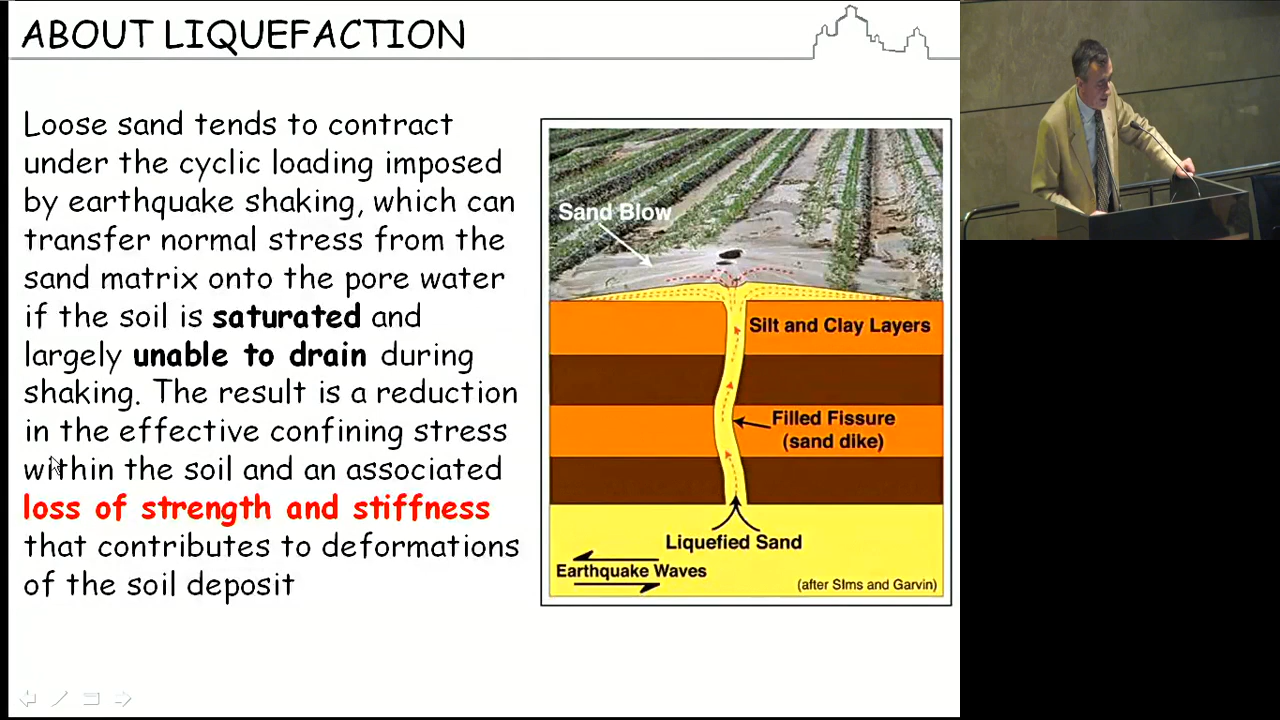 ABOUT LIQUEFACTION
Loose sand tends to contract
under the cyclic loading imposed
by earthquake shaking, which can
transfer normal stress from the
sand matrix onto the pore water
if the soil is saturated and
largely unable to drain during
shaking. The result is a reduction
in the effective confining stress
within the soil and an associated
loss of strength and stiffness
that contributes to deformations
of the soil deposit
Sand Blow
Silt and Clay Layers
Filled Fissure
(sand dike)
Liquefied Sand
Earthquake Waves
(after SIms and Garvin)